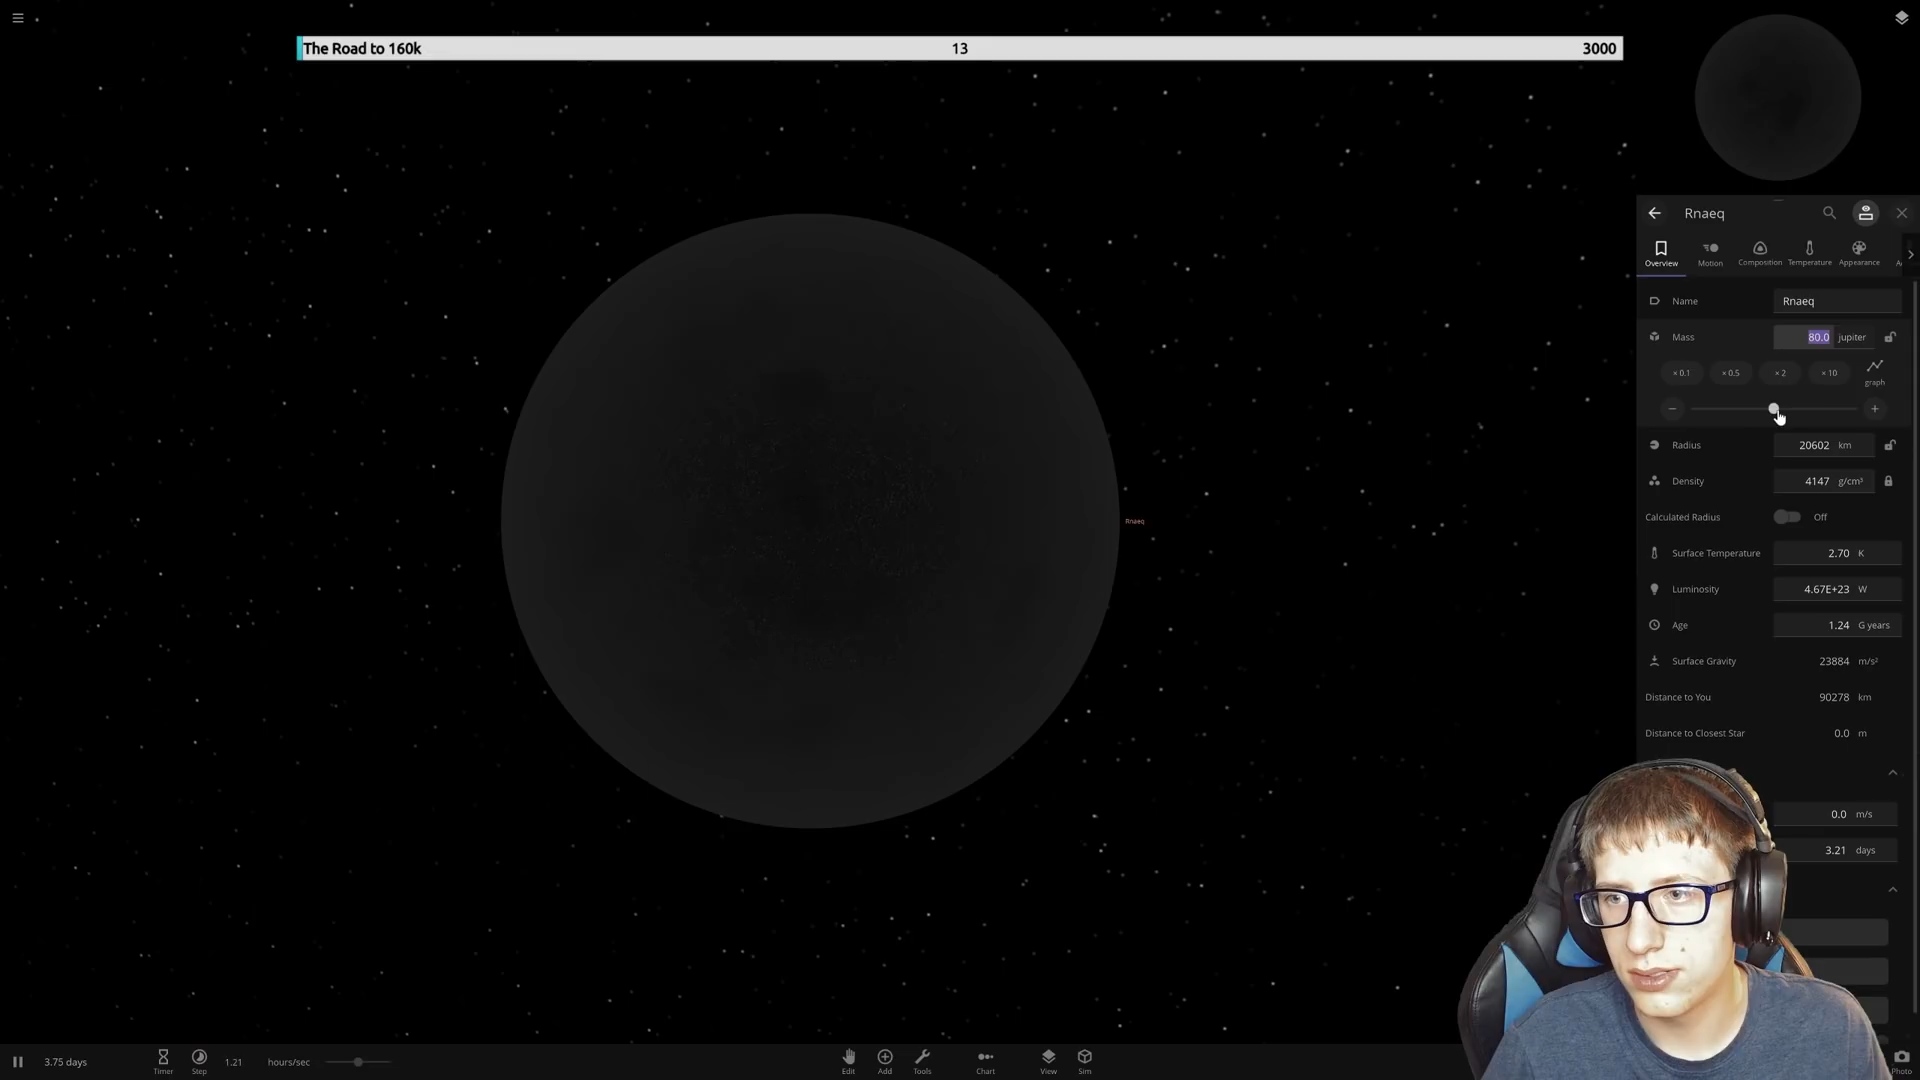 The Road to 160k 13 3000
Rnaeq
Overview Motion Composition Temperature Appearance A
Name Rnaeq
Mass 80.0 jupiter
× 0.1 × 0.5 × 2 × 10 graph
Radius 20602 km
Density 4147 g/cm³
Calculated Radius Off
Surface Temperature 2.70 K
Luminosity 4.67E+23 W
Age 1.24 G years
Surface Gravity 23884 m/s²
Distance to You 90278 km
Distance to Closest Star 0.0 m
0.0 m/s
3.21 days
Rnaeq
3.75 days Timer Step 1.21 hours/sec Edit Add Tools Chart View Sim Photo